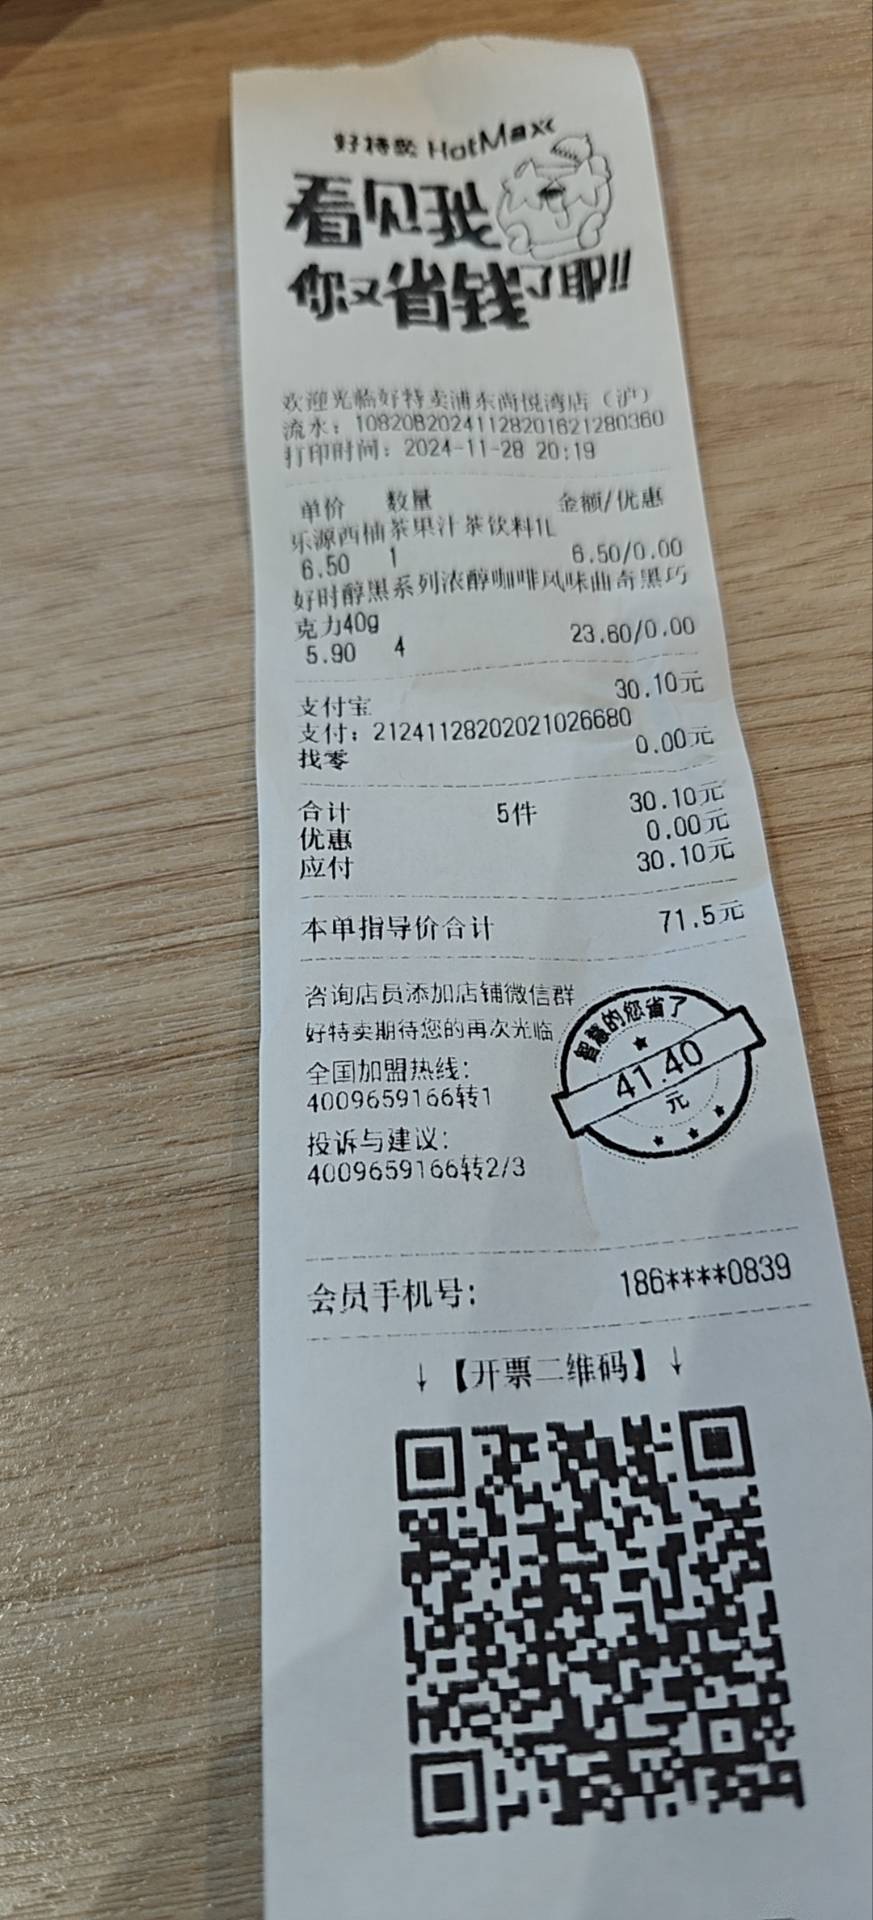 好特卖 HotMaxx
看见我
你又省钱了耶!!
欢迎光临好特卖浦东尚悦湾店（沪）
流水：10820820241128201621280360
打印时间：2024-11-28 20:19
单价 数量 金额/优惠
乐源西柚茶果汁茶饮料1L
6.50 1 6.50/0.00
好时醇黑系列浓醇咖啡风味曲奇黑巧
克力40g
5.90 4 23.60/0.00
支付宝 30.10元
支付：21241128202021026680
找零 0.00元
合计 5件 30.10元
优惠 0.00元
应付 30.10元
本单指导价合计 71.5元
咨询店员添加店铺微信群
好特卖期待您的再次光临
全国加盟热线：
4009659166转1
投诉与建议：
4009659166转2/3
智慧的您省了
41.40
元
会员手机号： 186****0839
↓【开票二维码】↓